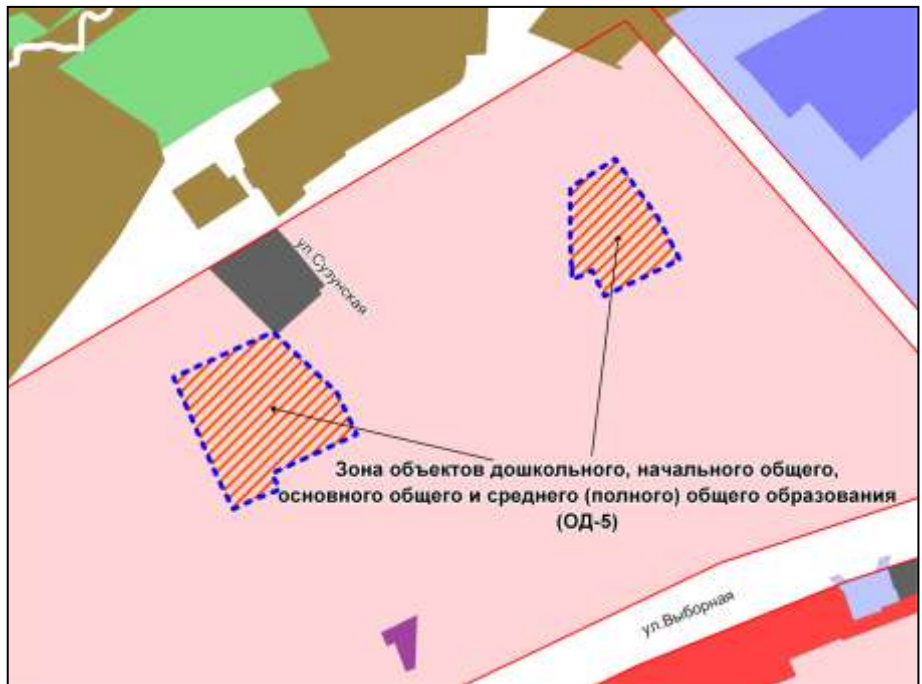 ул.Сузунская
Зона объектов дошкольного, начального общего,
основного общего и среднего (полного) общего образования
(ОД-5)
ул.Выборная